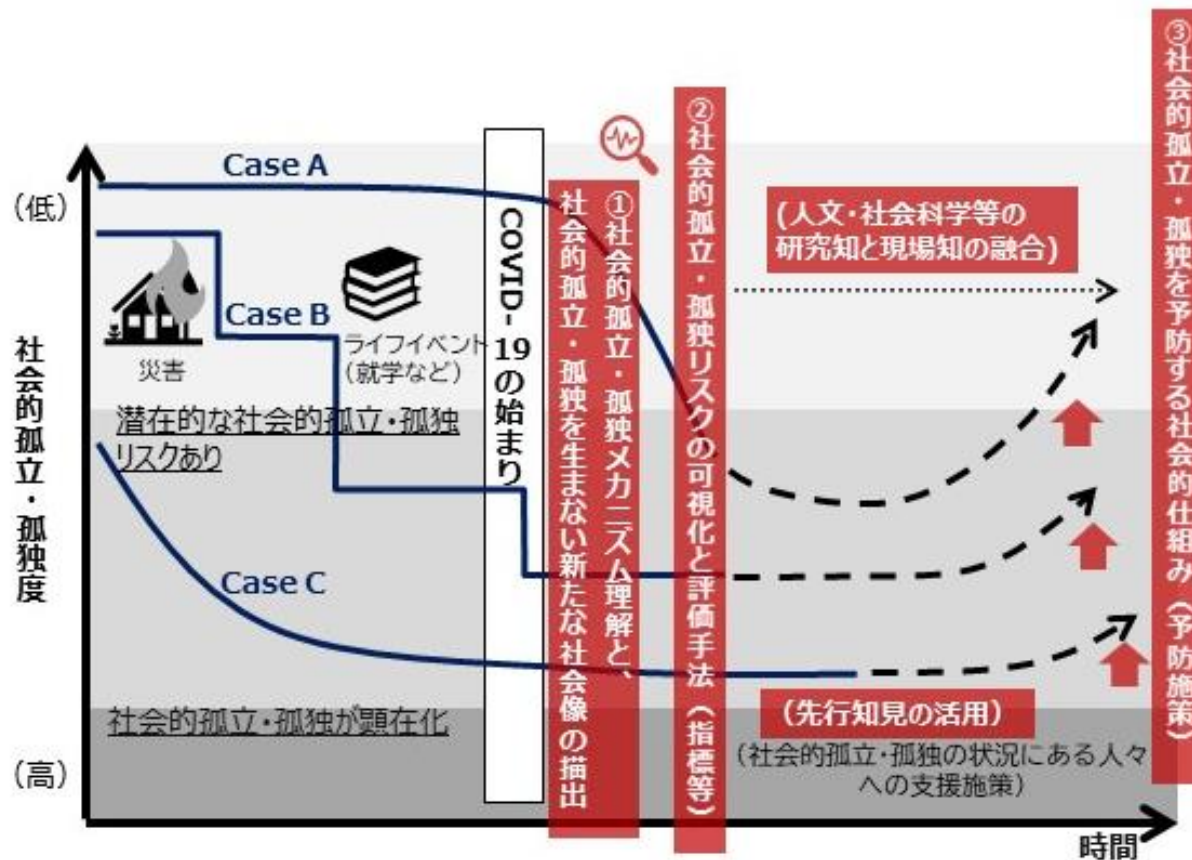 (低)
社会的孤立・孤独度
(高)
Case A
災害
Case B
ライフイベント
(就学など)
潜在的な社会的孤立・孤独
リスクあり
Case C
社会的孤立・孤独が顕在化
COVID-19の始まり
①社会的孤立・孤独メカニズム理解と、
社会的孤立・孤独を生まない新たな社会像の描出
②社会的孤立・孤独リスクの可視化と評価手法（指標等）
(人文・社会科学等の
研究知と現場知の融合)
③社会的孤立・孤独を予防する社会的仕組み（予防施策）
（先行知見の活用）
（社会的孤立・孤独の状況にある人々
への支援施策）
時間